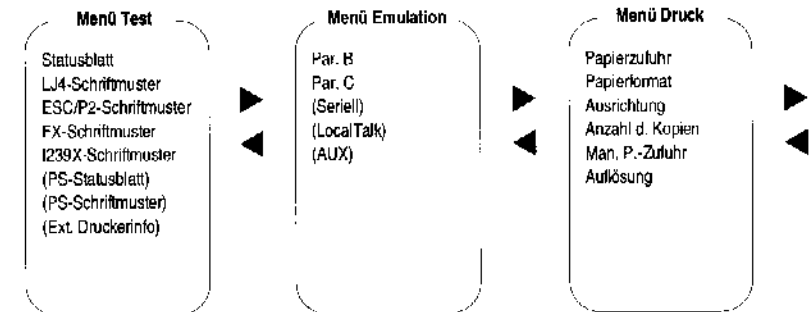 Menü Test
Statusblatt
LJ4-Schriftmuster
ESC/P2-Schriftmuster
FX-Schriftmuster
I239X-Schriftmuster
(PS-Statusblatt)
(PS-Schriftmuster)
(Ext. Druckerinfo)
Menü Emulation
Par. B
Par. C
(Seriell)
(LocalTalk)
(AUX)
Menü Druck
Papierzufuhr
Papierformat
Ausrichtung
Anzahl d. Kopien
Man. P.-Zufuhr
Auflösung